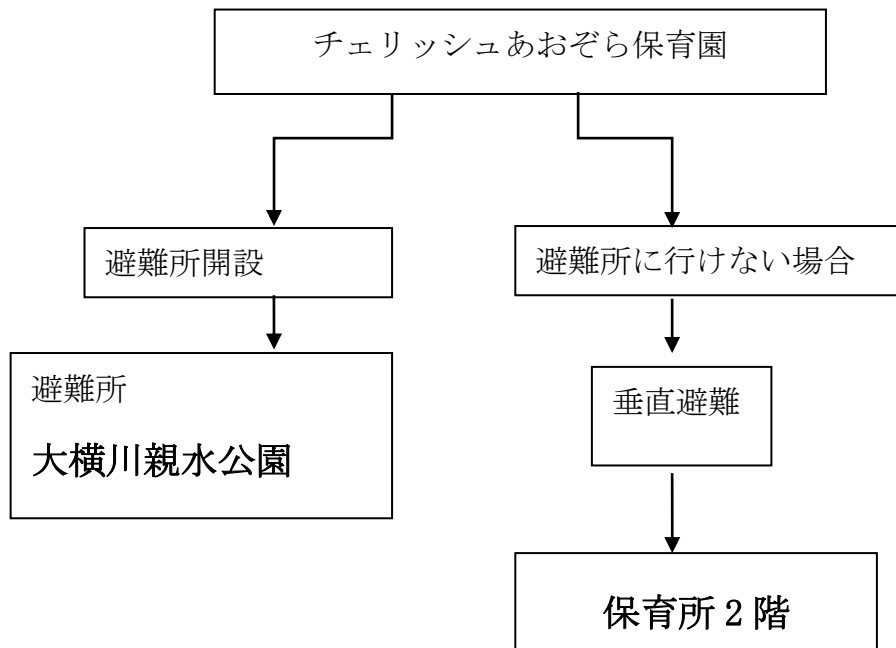 チェリッシュあおぞら保育園
避難所開設
避難所に行けない場合
避難所
大横川親水公園
垂直避難
保育所２階